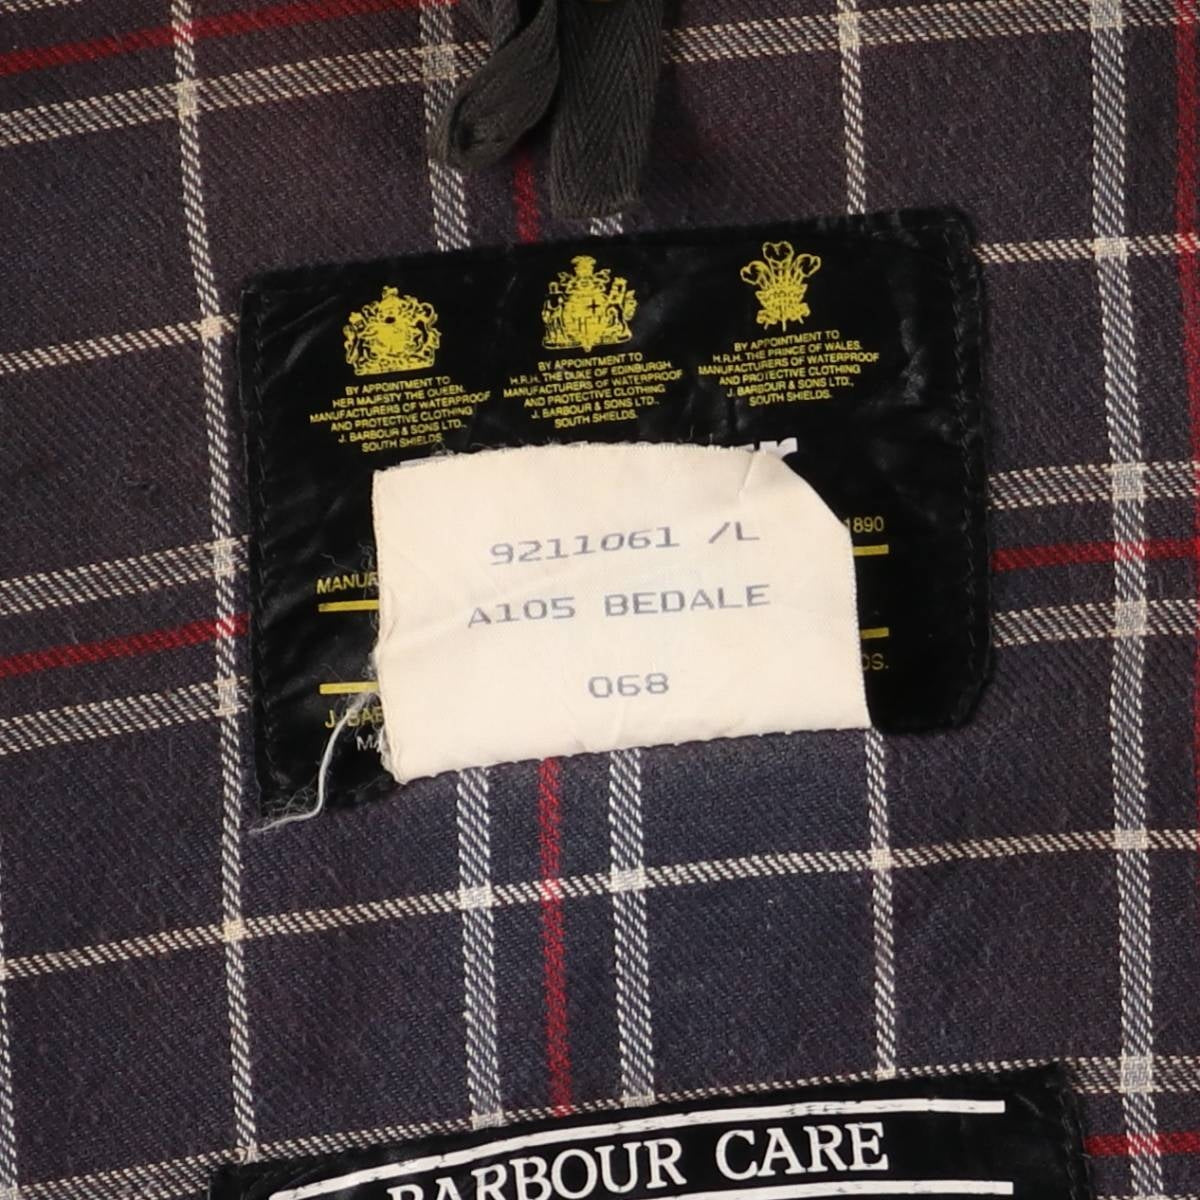 BY APPOINTMENT TO
HER MAJESTY THE QUEEN.
MANUFACTURERS OF WATERPROOF
AND PROTECTIVE CLOTHING
J. BARBOUR & SONS LTD.,
SOUTH SHIELDS.
BY APPOINTMENT TO
H.R.H. THE DUKE OF EDINBURGH.
MANUFACTURERS OF WATERPROOF
AND PROTECTIVE CLOTHING
J. BARBOUR & SONS LTD..
SOUTH SHIELDS.
BY APPOINTMENT TO
H.R.H. THE PRINCE OF WALES.
MANUFACTURERS OF WATERPROOF
AND PROTECTIVE CLOTHING
J. BARBOUR & SONS LTD.,
SOUTH SHIELDS.
1890
9211061 /L
A105 BEDALE
068
BARBOUR CARE